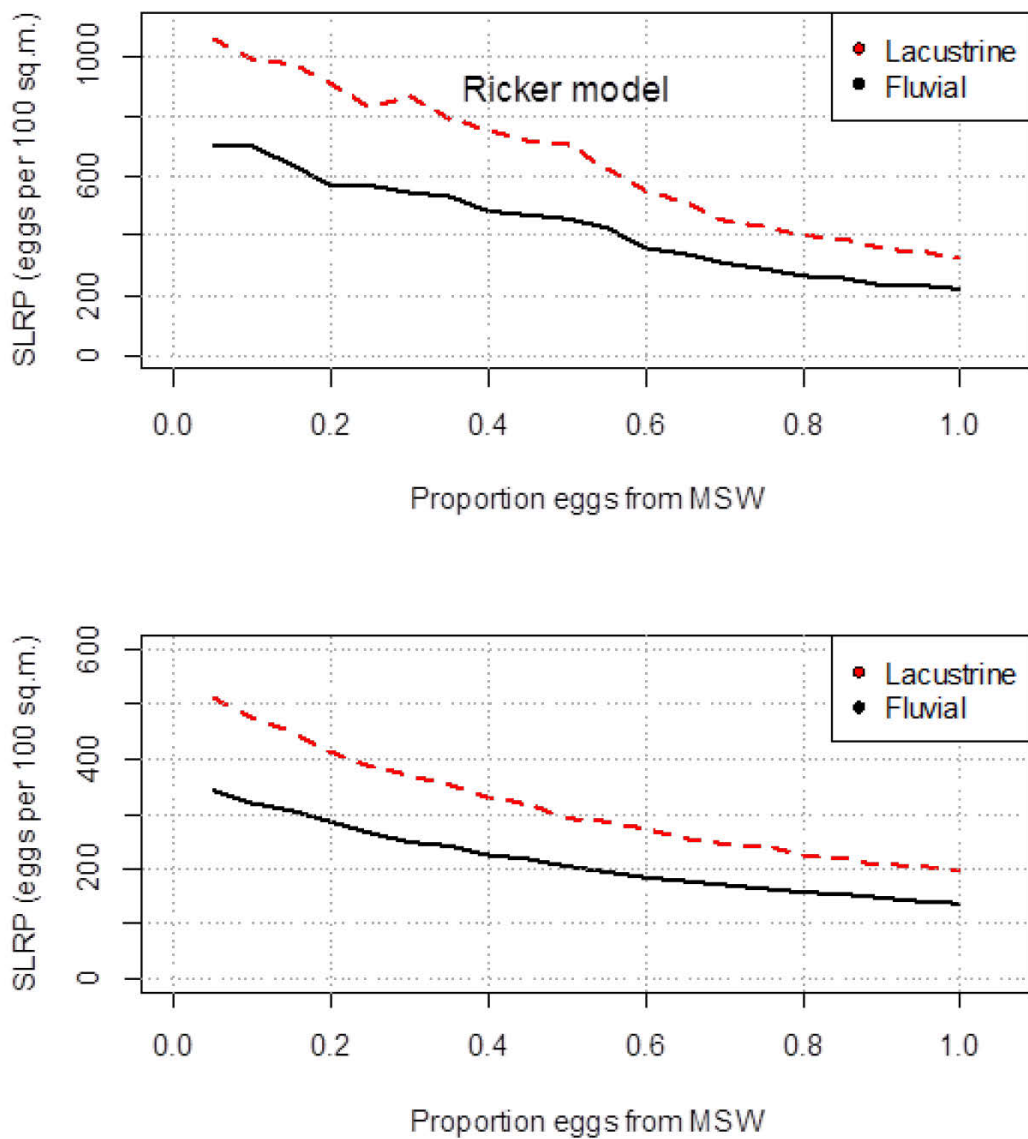 SLRP (eggs per 100 sq.m.)
1000
600
200
0
Ricker model
Lacustrine
Fluvial
0.0 0.2 0.4 0.6 0.8 1.0
Proportion eggs from MSW
SLRP (eggs per 100 sq.m.)
600
400
200
0
Lacustrine
Fluvial
0.0 0.2 0.4 0.6 0.8 1.0
Proportion eggs from MSW